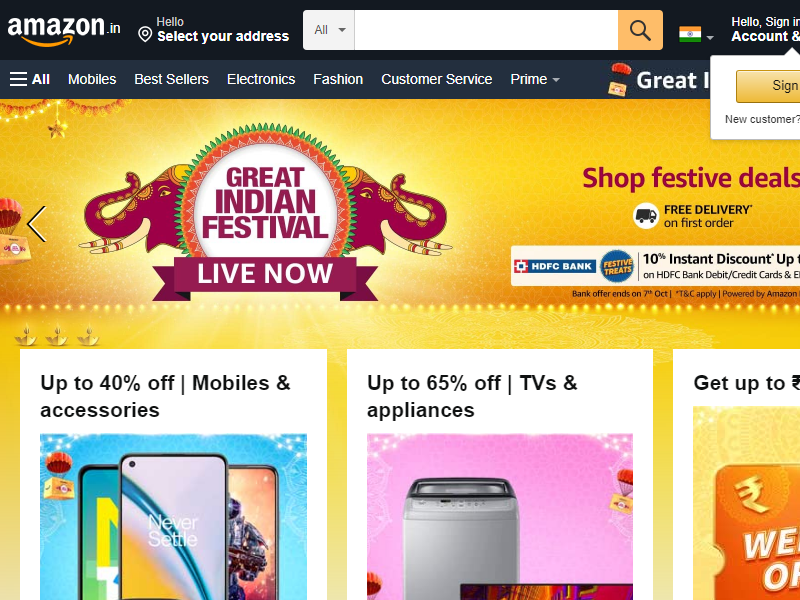 amazon.in
Hello
Select your address
All
Hello, Sign in
Account &
All
Mobiles
Best Sellers
Electronics
Fashion
Customer Service
Prime
Great I
Sign
New customer?
GREAT
INDIAN
FESTIVAL
LIVE NOW
Shop festive deals
FREE DELIVERY*
on first order
HDFC BANK
FESTIVE
TREATS
10% Instant Discount* Up t
on HDFC Bank Debit/Credit Cards & E
Bank offer ends on 7th Oct | *T&C apply | Powered by Amazon
Up to 40% off | Mobiles &
accessories
Up to 65% off | TVs &
appliances
Get up to ₹
Never
Settle
₹
WE
O